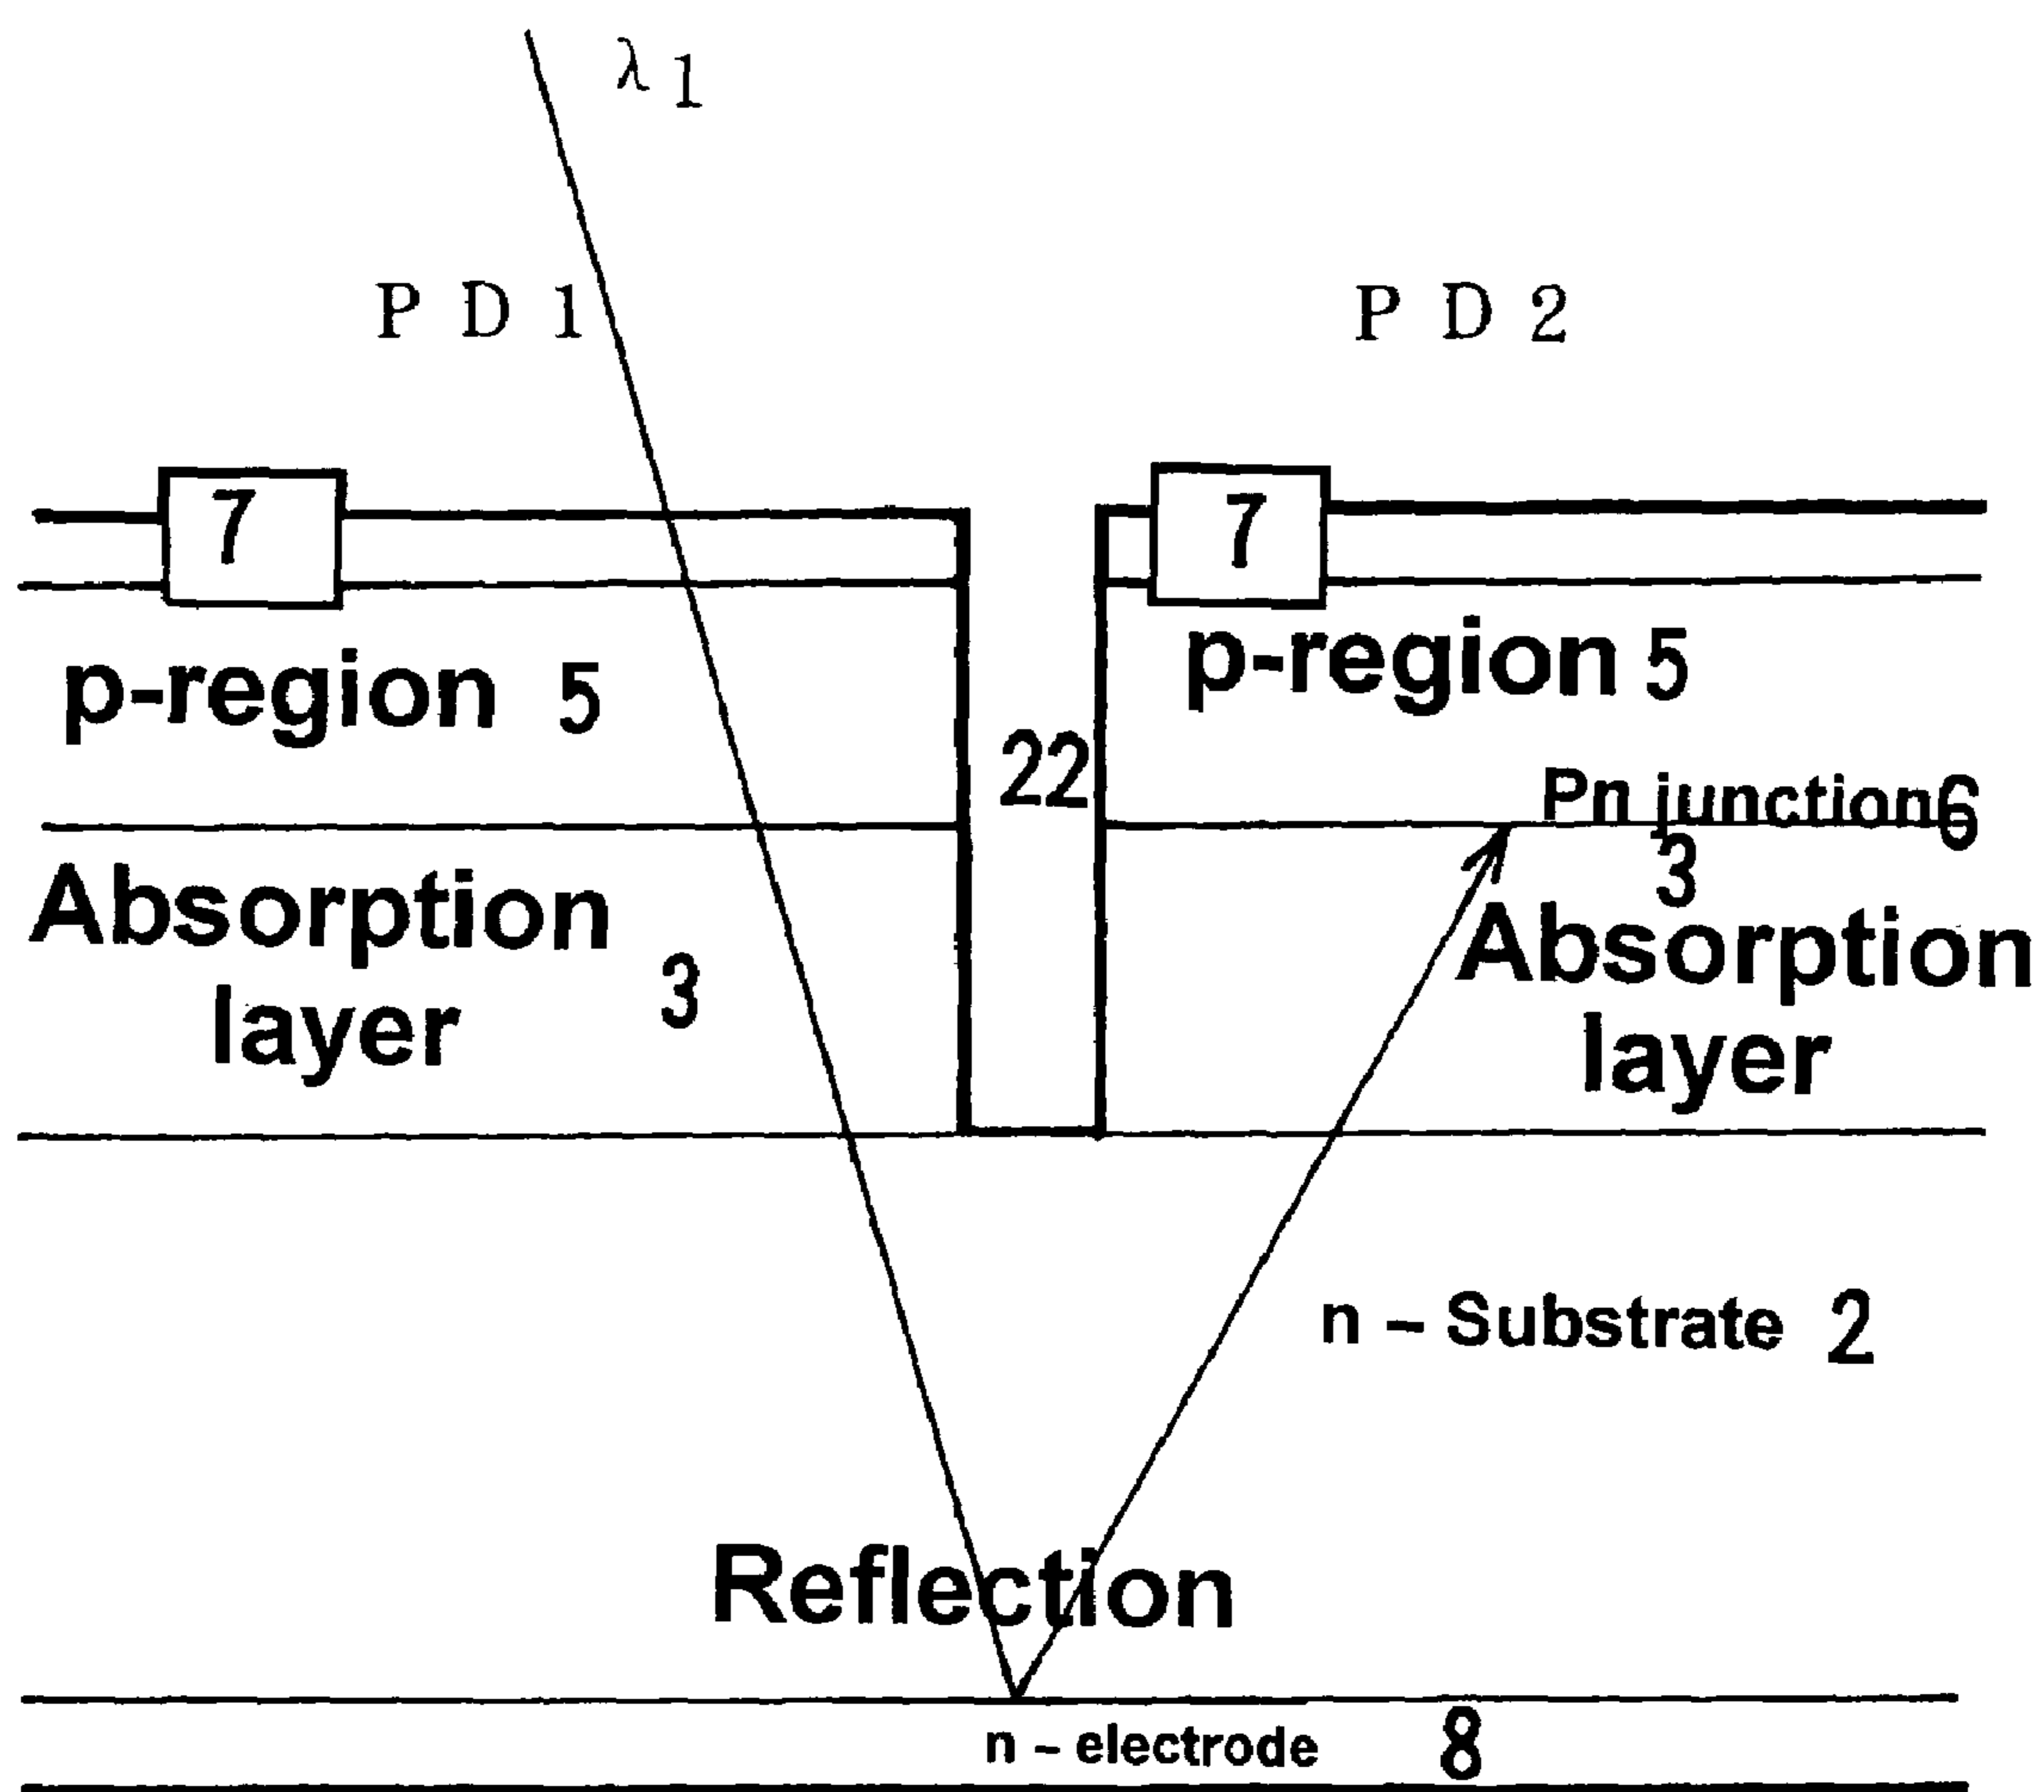 λ1
PD1
PD2
7
7
p-region 5
p-region 5
22
Pn junction6
Absorption
layer
3
3
Absorption
layer
n – Substrate 2
Reflection
n – electrode 8